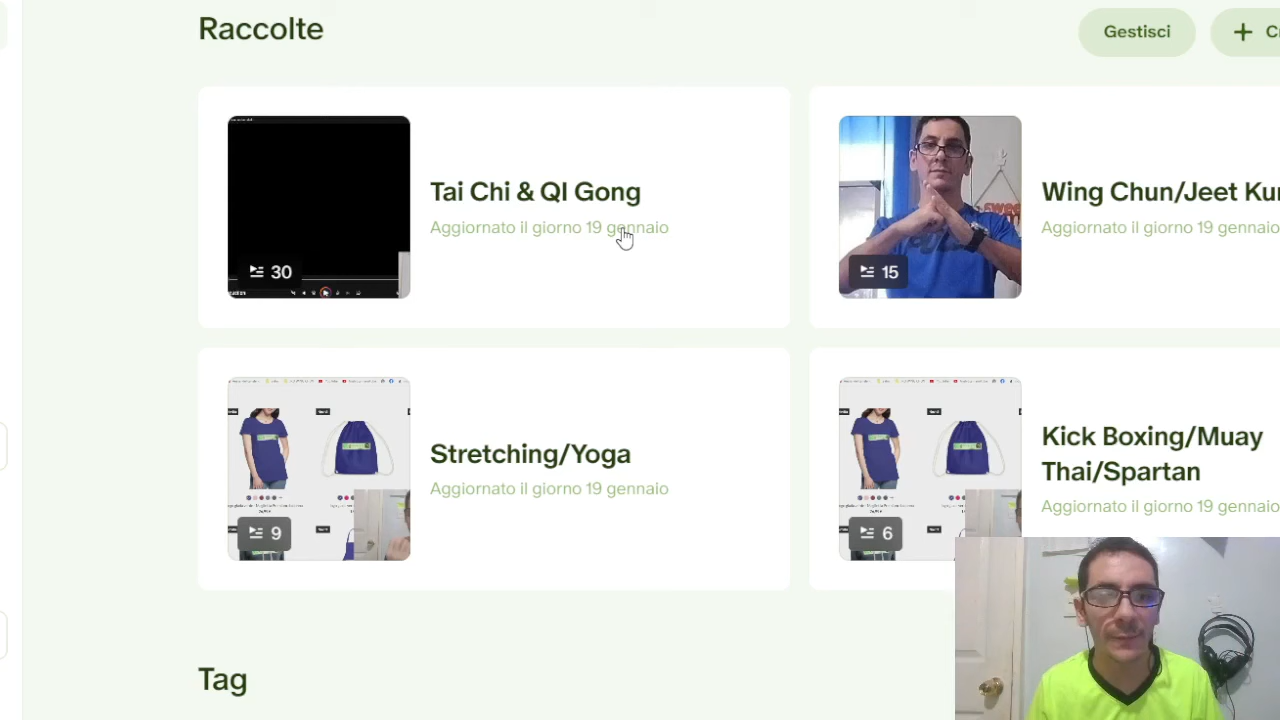 Raccolte
Gestisci
+ C
30
Tai Chi & QI Gong
Aggiornato il giorno 19 gennaio
15
Wing Chun/Jeet Ku
Aggiornato il giorno 19 gennaio
9
Stretching/Yoga
Aggiornato il giorno 19 gennaio
6
Kick Boxing/Muay
Thai/Spartan
Aggiornato il giorno 19 gennaio
Tag